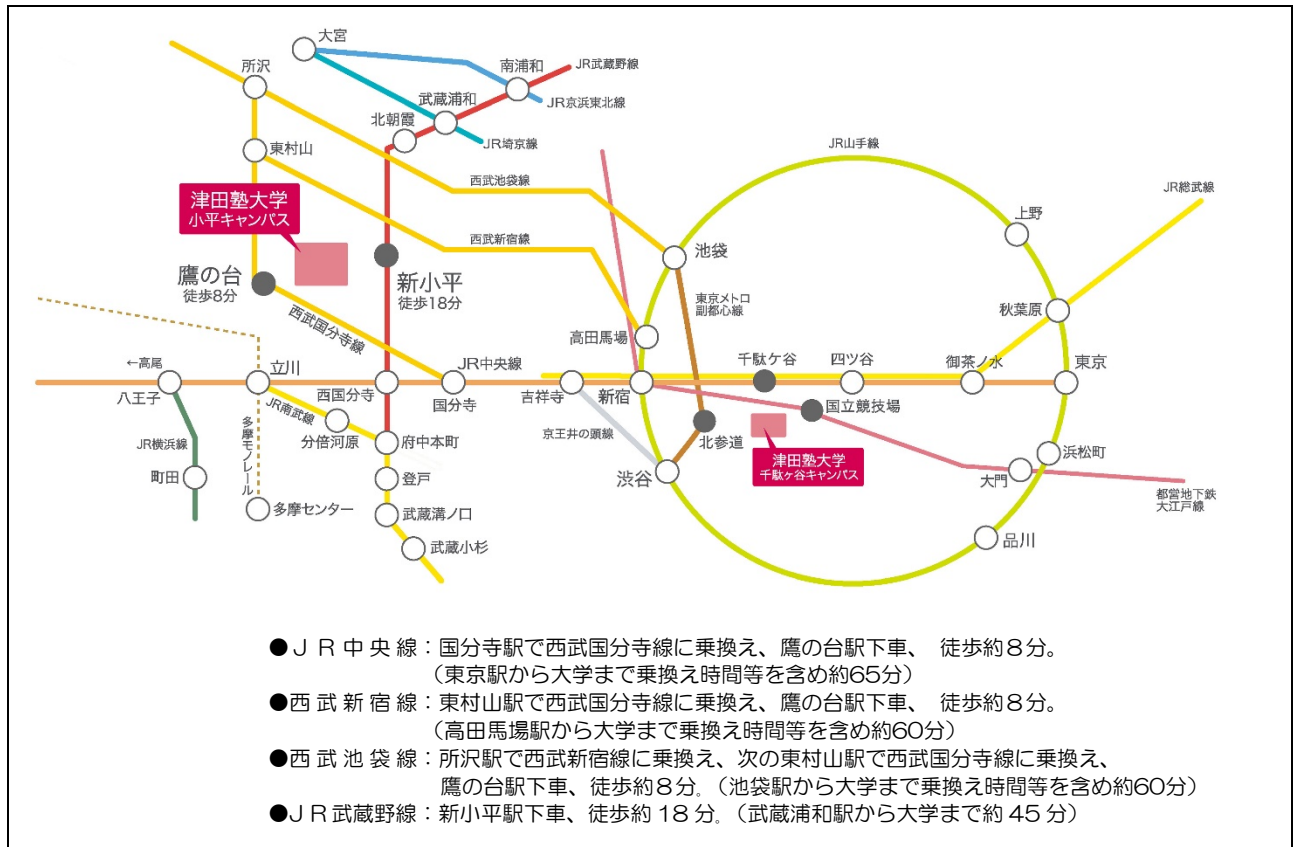 大宮
所沢
南浦和
JR武蔵野線
武蔵浦和
JR京浜東北線
北朝霞
JR埼京線
東村山
JR山手線
西武池袋線
JR総武線
津田塾大学
小平キャンパス
上野
西武新宿線
池袋
鷹の台
徒歩8分
新小平
徒歩18分
東京メトロ
副都心線
秋葉原
西武国分寺線
高田馬場
←高尾
立川
JR中央線
千駄ケ谷
四ツ谷
御茶ノ水
東京
八王子
西国分寺
国分寺
吉祥寺
新宿
JR南武線
国立競技場
多摩モノレール
分倍河原
府中本町
京王井の頭線
北参道
JR横浜線
津田塾大学
千駄ヶ谷キャンパス
浜松町
町田
登戸
渋谷
大門
都営地下鉄
大江戸線
多摩センター
武蔵溝ノ口
武蔵小杉
品川
●ＪＲ中央線：国分寺駅で西武国分寺線に乗換え、鷹の台駅下車、 徒歩約8分。
（東京駅から大学まで乗換え時間等を含め約65分）
●西武新宿線：東村山駅で西武国分寺線に乗換え、鷹の台駅下車、 徒歩約8分。
（高田馬場駅から大学まで乗換え時間等を含め約60分）
●西武池袋線：所沢駅で西武新宿線に乗換え、次の東村山駅で西武国分寺線に乗換え、
鷹の台駅下車、徒歩約8分。（池袋駅から大学まで乗換え時間等を含め約60分）
●ＪＲ武蔵野線：新小平駅下車、徒歩約 18 分。（武蔵浦和駅から大学まで約 45 分）